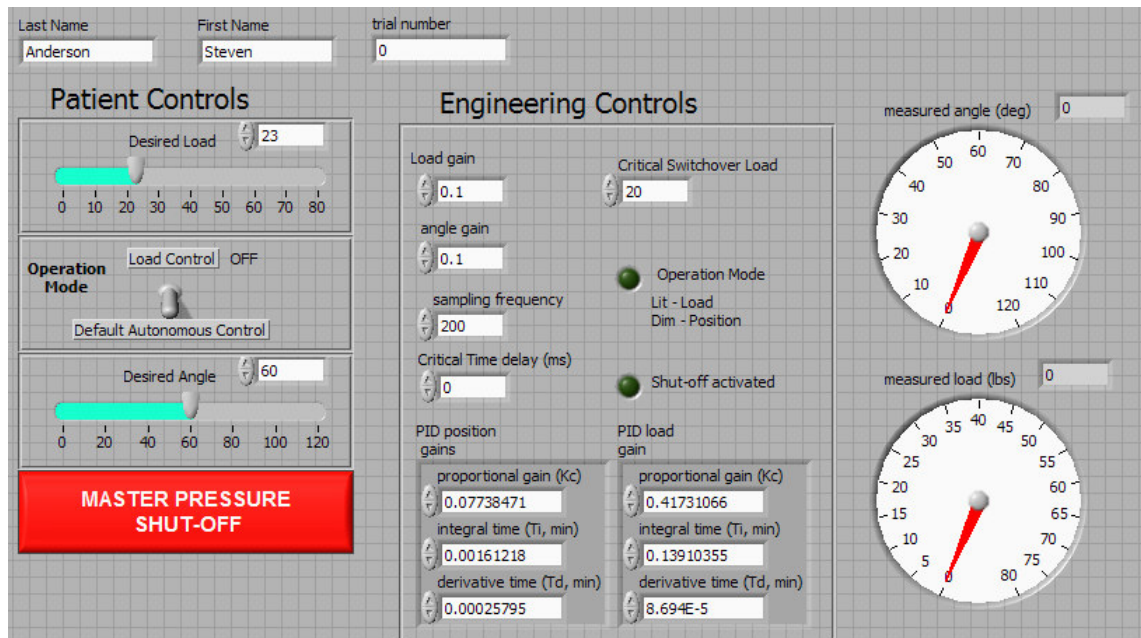 Last Name
First Name
trial number
Anderson
Steven
0
Patient Controls
Desired Load
23
0 10 20 30 40 50 60 70 80
Operation
Mode
Load Control OFF
Default Autonomous Control
Desired Angle
60
0 20 40 60 80 100 120
MASTER PRESSURE
SHUT-OFF
Engineering Controls
Load gain
0.1
angle gain
0.1
sampling frequency
200
Critical Time delay (ms)
0
Critical Switchover Load
20
Operation Mode
Lit - Load
Dim - Position
Shut-off activated
PID position
gains
proportional gain (Kc)
0.07738471
integral time (Ti, min)
0.00161218
derivative time (Td, min)
0.00025795
PID load
gain
proportional gain (Kc)
0.41731066
integral time (Ti, min)
0.13910355
derivative time (Td, min)
8.694E-5
measured angle (deg)
0
0 10 20 30 40 50 60 70 80 90 100 110 120
measured load (lbs)
0
0 5 10 15 20 25 30 35 40 45 50 55 60 65 70 75 80